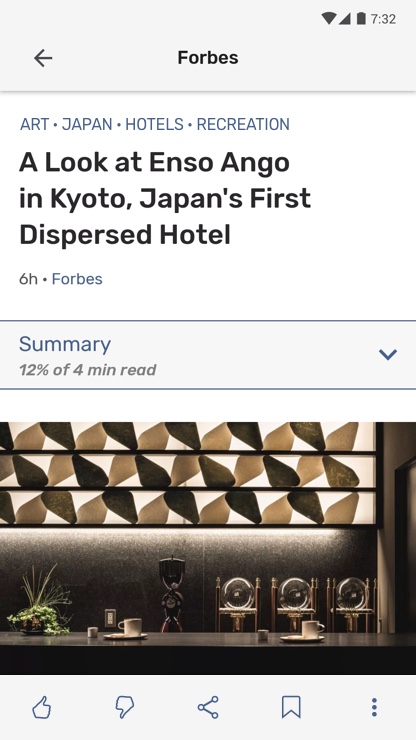 7:32
Forbes
ART • JAPAN • HOTELS • RECREATION
A Look at Enso Ango
in Kyoto, Japan's First
Dispersed Hotel
6h • Forbes
Summary
12% of 4 min read